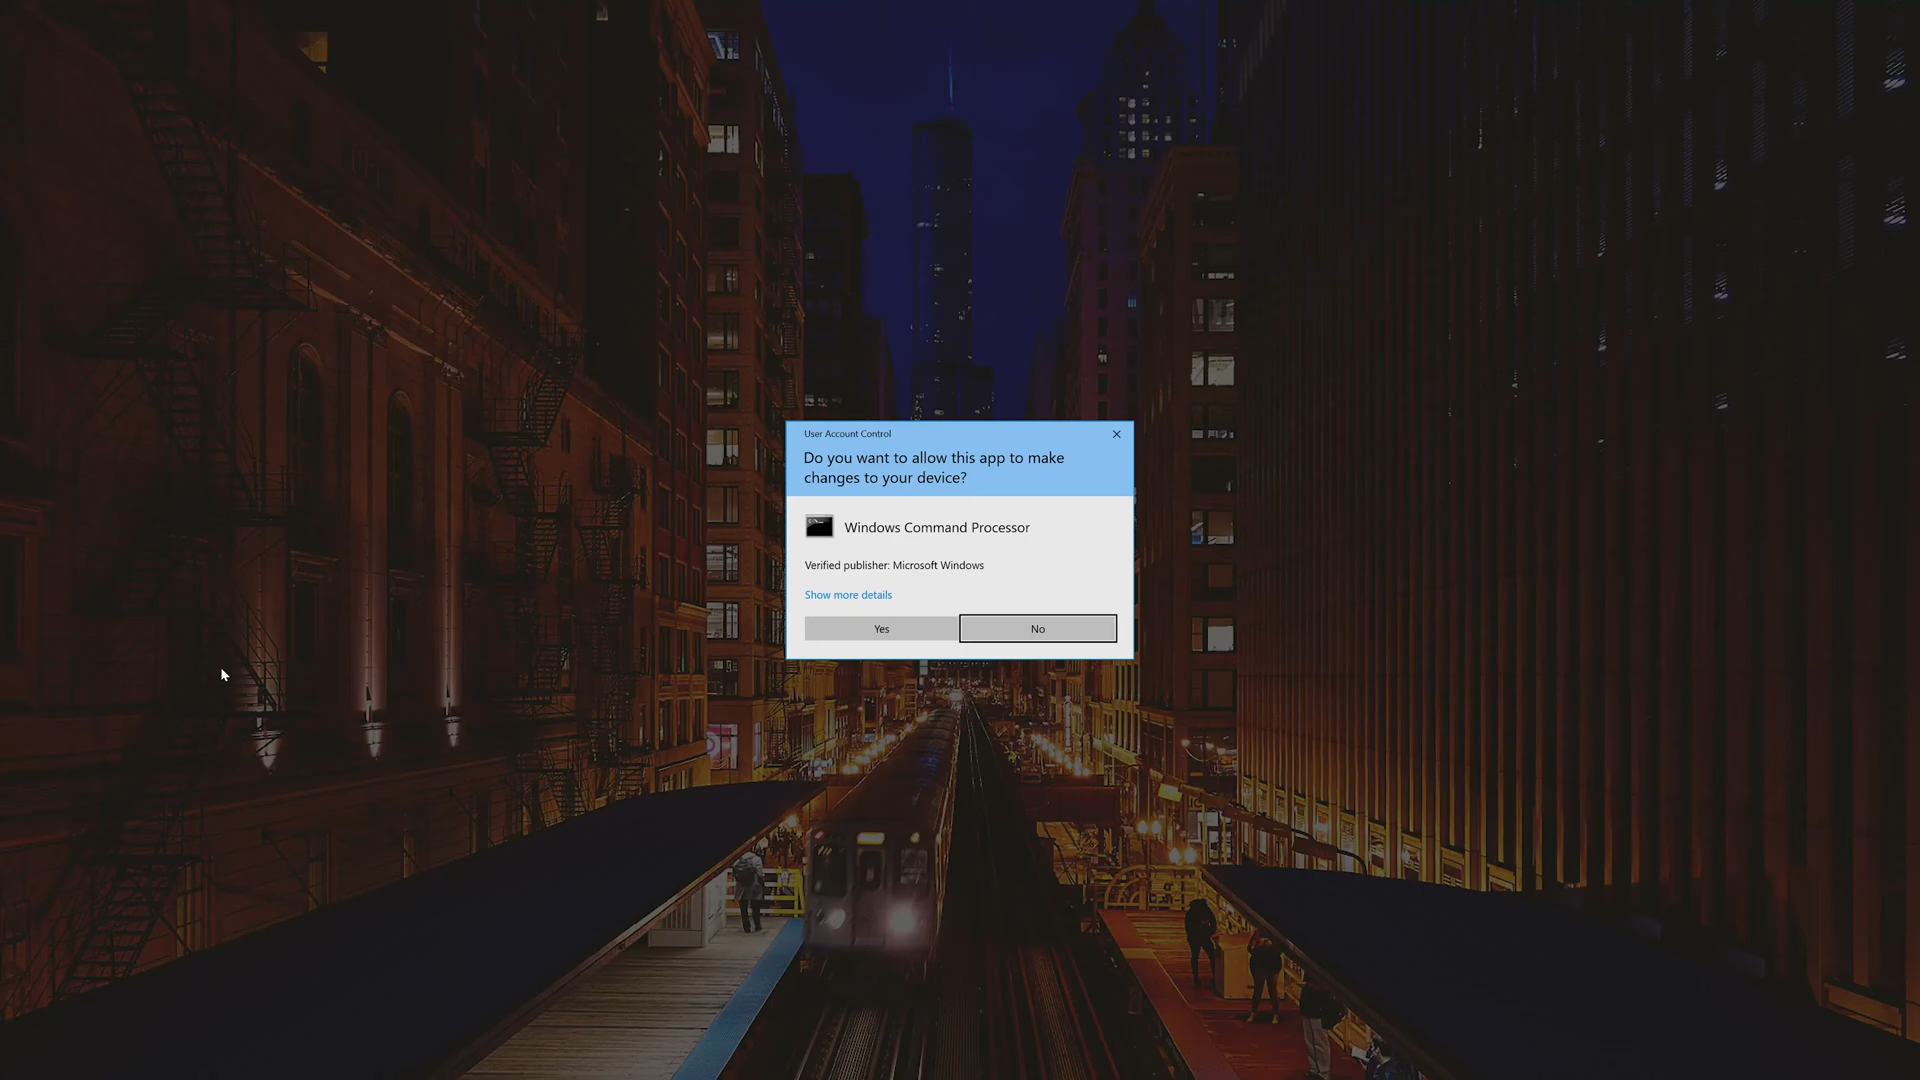 User Account Control
Do you want to allow this app to make
changes to your device?
Windows Command Processor
Verified publisher: Microsoft Windows
Show more details
Yes
No